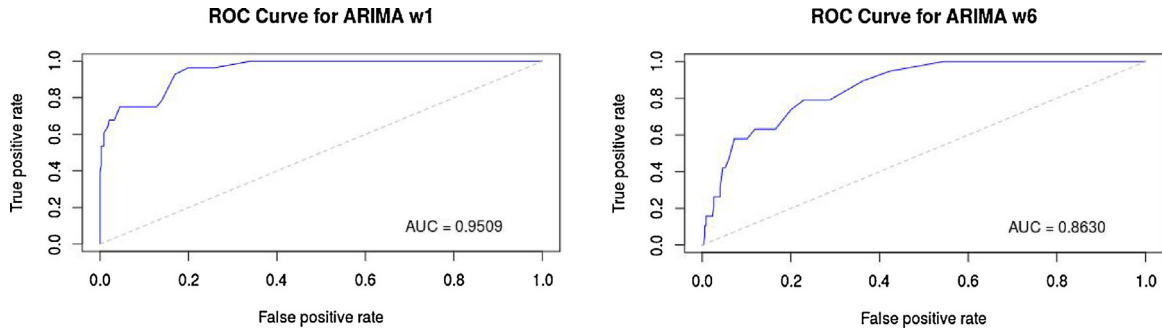 ROC Curve for ARIMA w1
True positive rate
1.0
0.8
0.6
0.4
0.2
0.0
AUC = 0.9509
0.0 0.2 0.4 0.6 0.8 1.0
False positive rate
ROC Curve for ARIMA w6
True positive rate
1.0
0.8
0.6
0.4
0.2
0.0
AUC = 0.8630
0.0 0.2 0.4 0.6 0.8 1.0
False positive rate